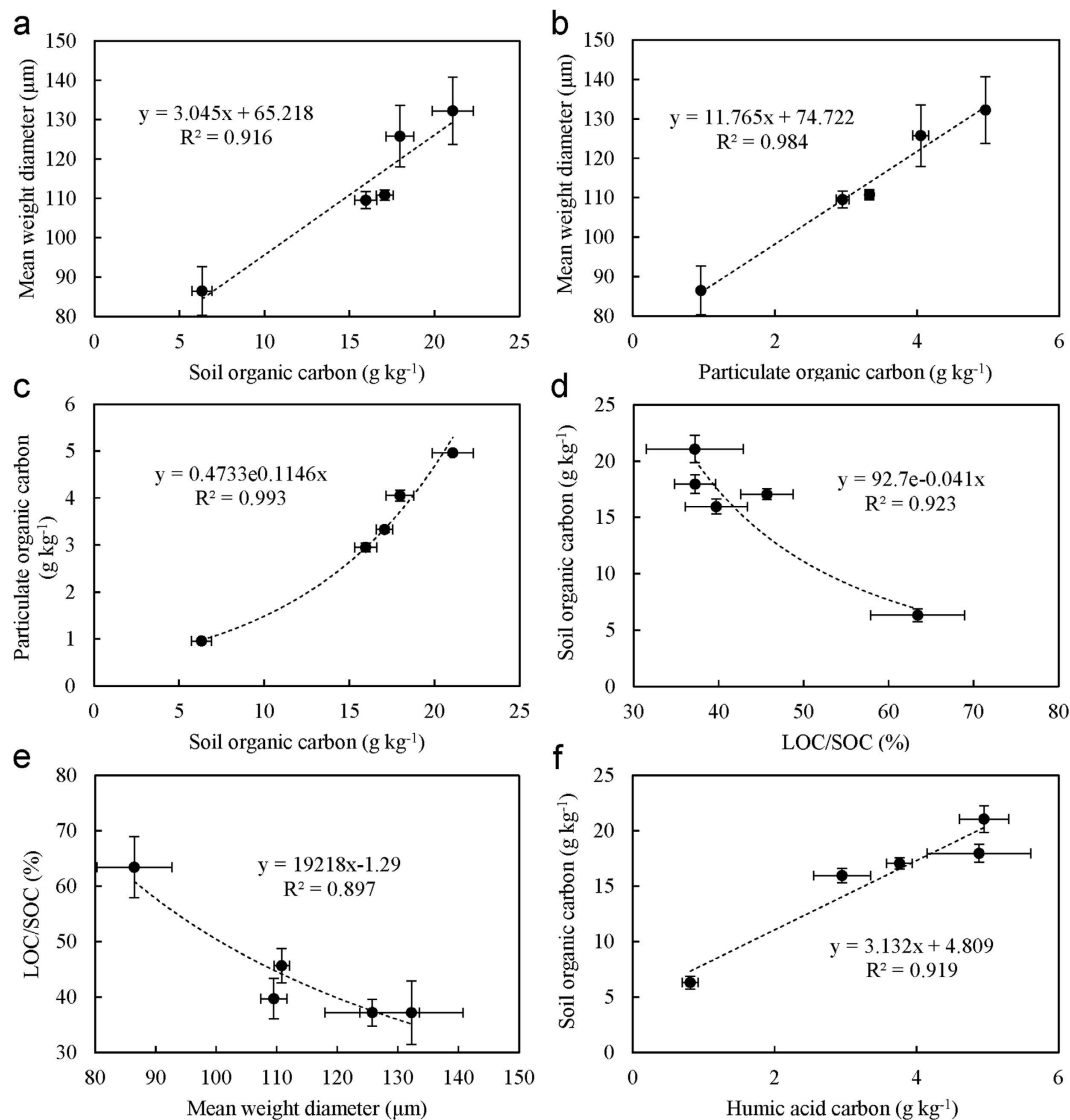 a
Mean weight diameter (µm)
150
140
130
120
110
100
90
80
y = 3.045x + 65.218
R² = 0.916
0 5 10 15 20 25
Soil organic carbon (g kg⁻¹)
b
Mean weight diameter (µm)
150
140
130
120
110
100
90
80
y = 11.765x + 74.722
R² = 0.984
0 2 4 6
Particulate organic carbon (g kg⁻¹)
c
Particulate organic carbon
(g kg⁻¹)
6
5
4
3
2
1
0
y = 0.4733e0.1146x
R² = 0.993
0 5 10 15 20 25
Soil organic carbon (g kg⁻¹)
d
Soil organic carbon (g kg⁻¹)
25
20
15
10
5
0
y = 92.7e-0.041x
R² = 0.923
30 40 50 60 70 80
LOC/SOC (%)
e
LOC/SOC (%)
80
70
60
50
40
30
y = 19218x-1.29
R² = 0.897
80 90 100 110 120 130 140 150
Mean weight diameter (µm)
f
Soil organic carbon (g kg⁻¹)
25
20
15
10
5
0
y = 3.132x + 4.809
R² = 0.919
0 2 4 6
Humic acid carbon (g kg⁻¹)